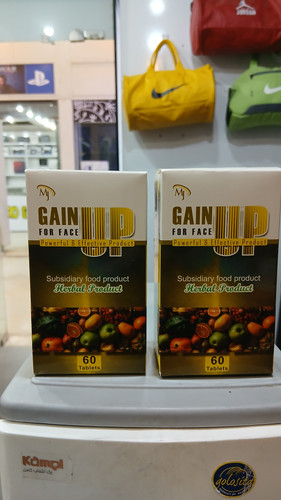 JORDAN
MJ
GAIN UP
FOR FACE
Powerful & Effective Product
Subsidiary food product
Herbal Product
60
Tablets
MJ
GAIN UP
FOR FACE
Powerful & Effective Product
Subsidiary food product
Herbal Product
60
Tablets